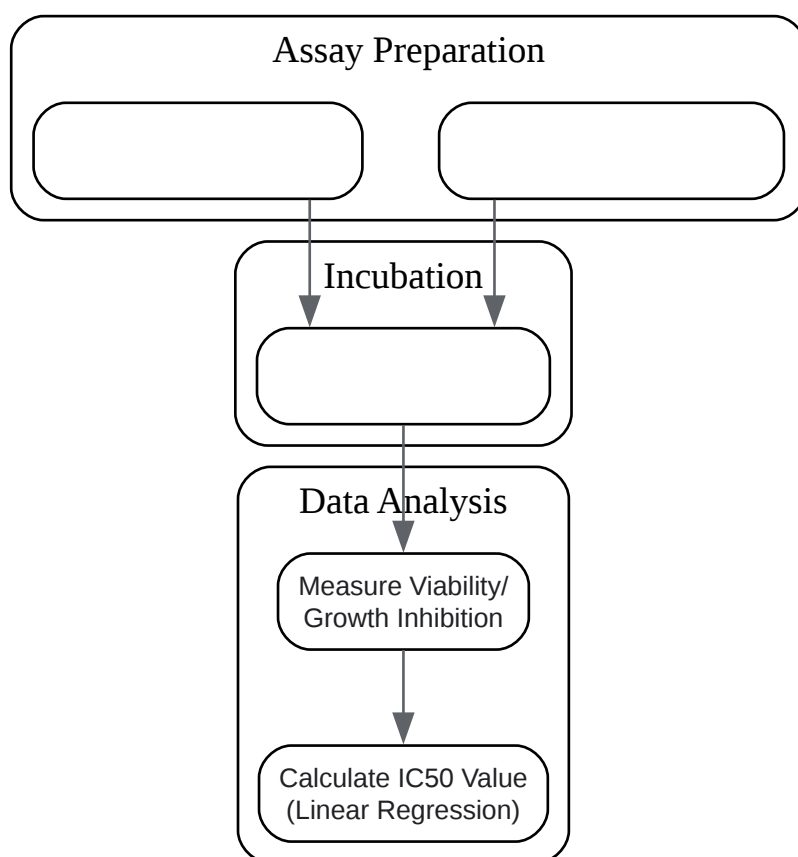 Assay Preparation
Incubation
Data Analysis
Measure Viability/
Growth Inhibition
Calculate IC50 Value
(Linear Regression)